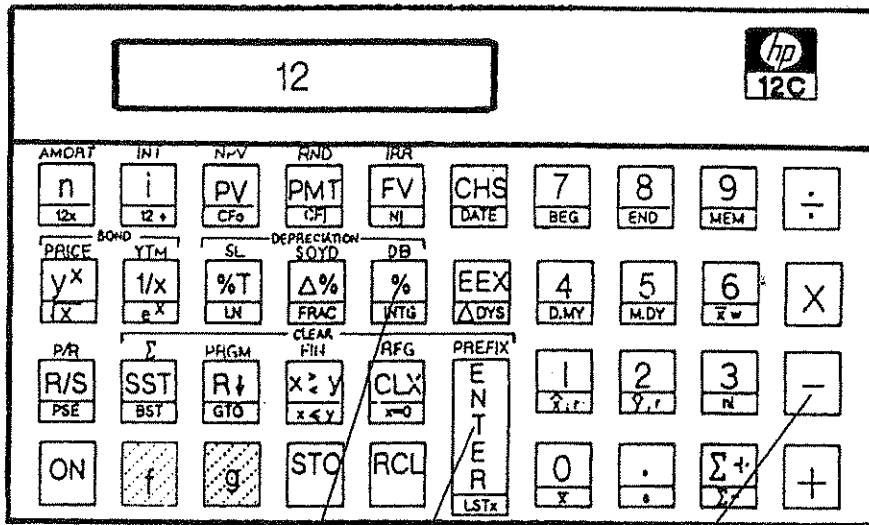 12
hp
12C
AMORT INT NPV RND IRR
n i PV PMT FV CHS 7 8 9 ÷
12x 12÷ CFo CFj Nj DATE BEG END MEM
BOND DEPRECIATION
PRICE YTM SL SOYD DB
yx 1/x %T Δ% % EEX 4 5 6 X
√x ex LN FRAC INTG ΔDYS D.MY M.DY x̄w
CLEAR
P/R Σ PRGM FIN REG PREFIX
R/S SST R↓ x≷y CLX ENTER 1 2 3 −
PSE BST GTO x≤y x=0 x̂,r ŷ,r n!
ON f g STO RCL 0 . Σ+ +
LSTx x̄ s Σ-